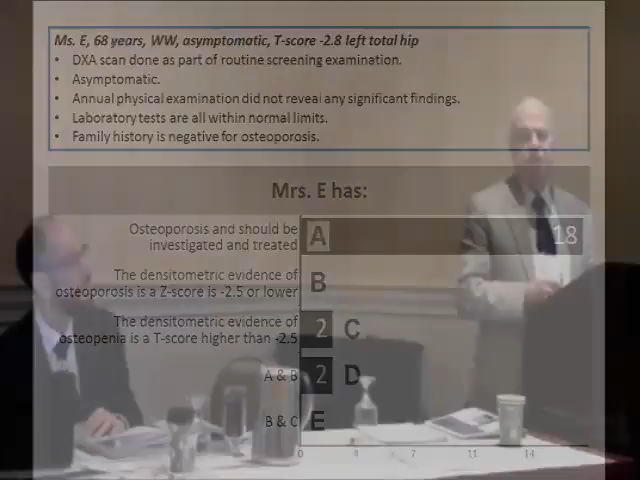 Ms. E, 68 years, WW, asymptomatic, T-score -2.8 left total hip
• DXA scan done as part of routine screening examination.
• Asymptomatic.
• Annual physical examination did not reveal any significant findings.
• Laboratory tests are all within normal limits.
• Family history is negative for osteoporosis.
Mrs. E has:
Osteoporosis and should be
investigated and treated
A 18
The densitometric evidence of
osteoporosis is a Z-score is -2.5 or lower
B
The densitometric evidence of
osteopenia is a T-score higher than -2.5
2 C
A & B 2 D
B & C E
0 4 7 11 14